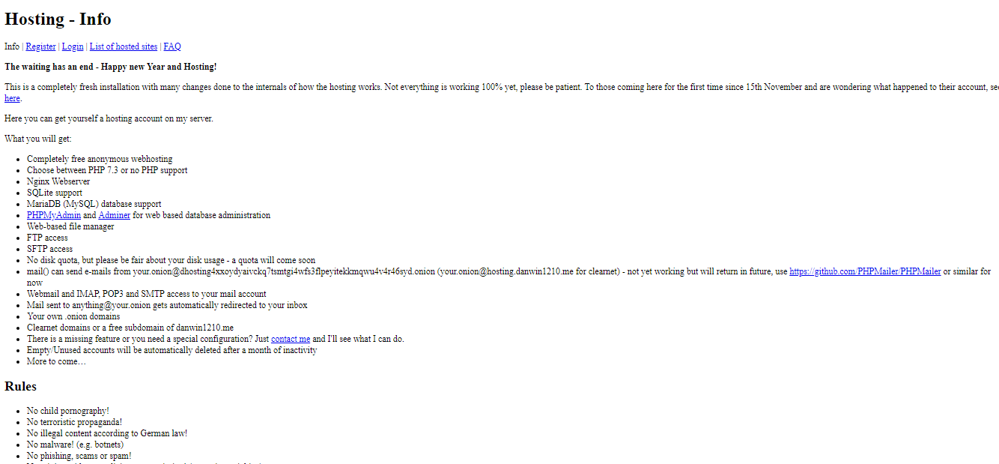 Hosting - Info
Info | Register | Login | List of hosted sites | FAQ
The waiting has an end - Happy new Year and Hosting!
This is a completely fresh installation with many changes done to the internals of how the hosting works. Not everything is working 100% yet, please be patient. To those coming here for the first time since 15th November and are wondering what happened to their account, see
here.
Here you can get yourself a hosting account on my server.
What you will get:
• Completely free anonymous webhosting
• Choose between PHP 7.3 or no PHP support
• Nginx Webserver
• SQLite support
• MariaDB (MySQL) database support
• PHPMyAdmin and Adminer for web based database administration
• Web-based file manager
• FTP access
• SFTP access
• No disk quota, but please be fair about your disk usage - a quota will come soon
• mail() can send e-mails from your.onion@dhosting4xxoydyaivckq7tsmtgi4wfs3flpeyitekkmqwu4v4r46syd.onion (your.onion@hosting.danwin1210.me for clearnet) - not yet working but will return in future, use https://github.com/PHPMailer/PHPMailer or similar for
now
• Webmail and IMAP, POP3 and SMTP access to your mail account
• Mail sent to anything@your.onion gets automatically redirected to your inbox
• Your own .onion domains
• Clearnet domains or a free subdomain of danwin1210.me
• There is a missing feature or you need a special configuration? Just contact me and I'll see what I can do.
• Empty/Unused accounts will be automatically deleted after a month of inactivity
• More to come…
Rules
• No child pornography!
• No terroristic propaganda!
• No illegal content according to German law!
• No malware! (e.g. botnets)
• No phishing, scams or spam!